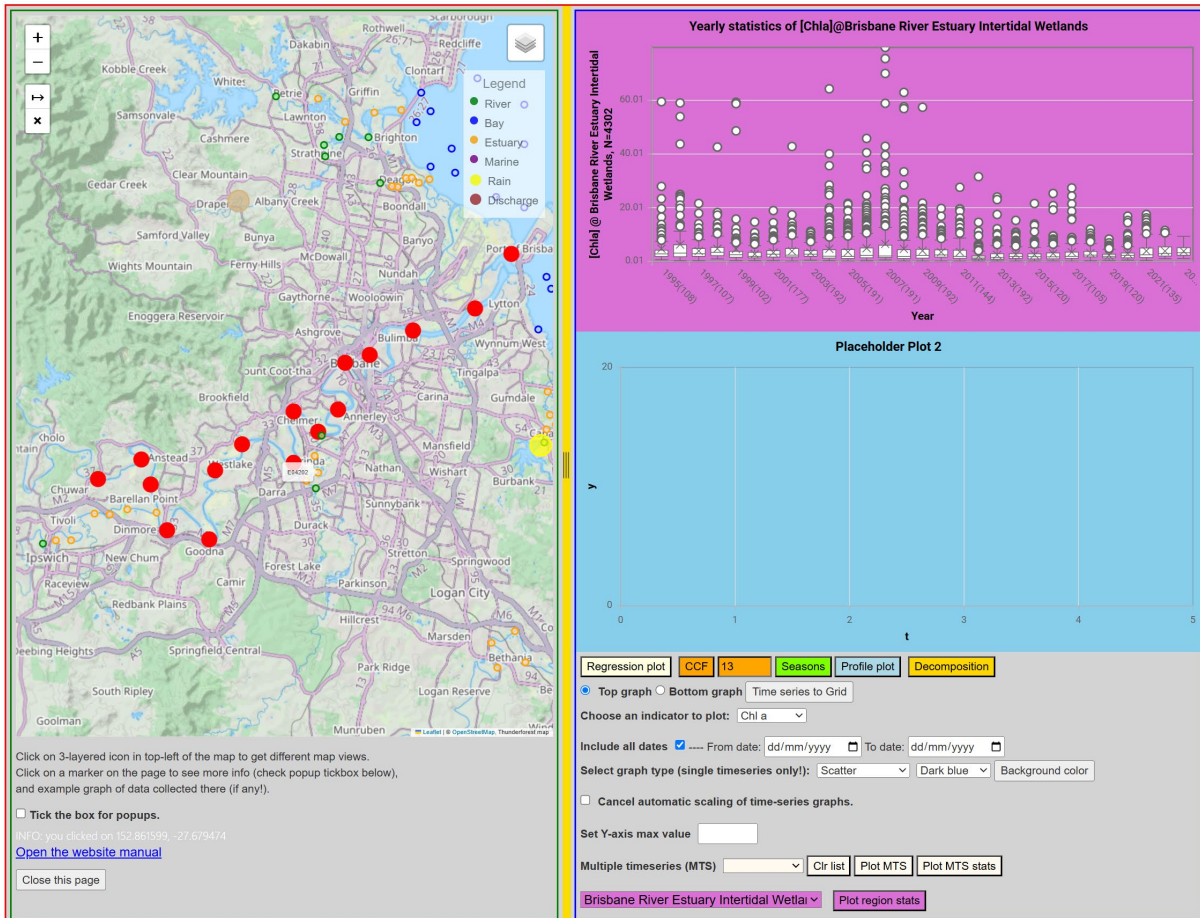 +
−
↦
×
Scarborough
Rothwell
Redcliffe
Dakabin
Kobble Creek
Clontarf
Whites
Petrie
Griffin
Legend
River
Lawnton
Samsonvale
Bay
Brighton
Cashmere
Estuary
Strathpine
Marine
Clear Mountain
Deagon
Rain
Cedar Creek
Draper
Albany Creek
Discharge
Boondall
Samford Valley
Bunya
Banyo
Port of Brisba
McDowall
Wights Mountain
Ferny Hills
Nundah
Gaythorne
Wooloowin
Lytton
Enoggera Reservoir
Ashgrove
Bulimba
Wynnum West
Brisbane
Mount Coot-tha
Tingalpa
Brookfield
Carina
Gumdale
Chelmer
Annerley
Kholo
Mansfield
Anstead
Westlake
Nathan
Wishart
Chuwar
E04202
Burbank
Barellan Point
Darra
Tivoli
Sunnybank
Dinmore
Durack
Ipswich
New Chum
Goodna
Stretton
Forest Lake
Springwood
Raceview
Camir
Parkinson
Redbank Plains
Logan City
Hillcrest
Marsden
Deebing Heights
Springfield Central
Bethania
Park Ridge
South Ripley
Logan Reserve
Goolman
Munruben
Leaflet | © OpenStreetMap, Thunderforest map
Click on 3-layered icon in top-left of the map to get different map views.
Click on a marker on the page to see more info (check popup tickbox below),
and example graph of data collected there (if any!).
Tick the box for popups.
INFO: you clicked on 152.861599, -27.679474
Open the website manual
Close this page
Yearly statistics of [Chla]@Brisbane River Estuary Intertidal Wetlands
[Chla] @ Brisbane River Estuary Intertidal
Wetlands, N=4302
60.01
40.01
20.01
0.01
1995(108) 1997(107) 1999(102) 2001(177) 2003(192) 2005(191) 2007(191) 2009(192) 2011(144) 2013(192) 2015(120) 2017(105) 2019(120) 2021(135) 20...
Year
Placeholder Plot 2
20
y
0
0 1 2 3 4 5
t
Regression plot CCF 13 Seasons Profile plot Decomposition
Top graph Bottom graph Time series to Grid
Choose an indicator to plot: Chl a
Include all dates ---- From date: dd/mm/yyyy To date: dd/mm/yyyy
Select graph type (single timeseries only!): Scatter Dark blue Background color
Cancel automatic scaling of time-series graphs.
Set Y-axis max value
Multiple timeseries (MTS) Clr list Plot MTS Plot MTS stats
Brisbane River Estuary Intertidal Wetla Plot region stats